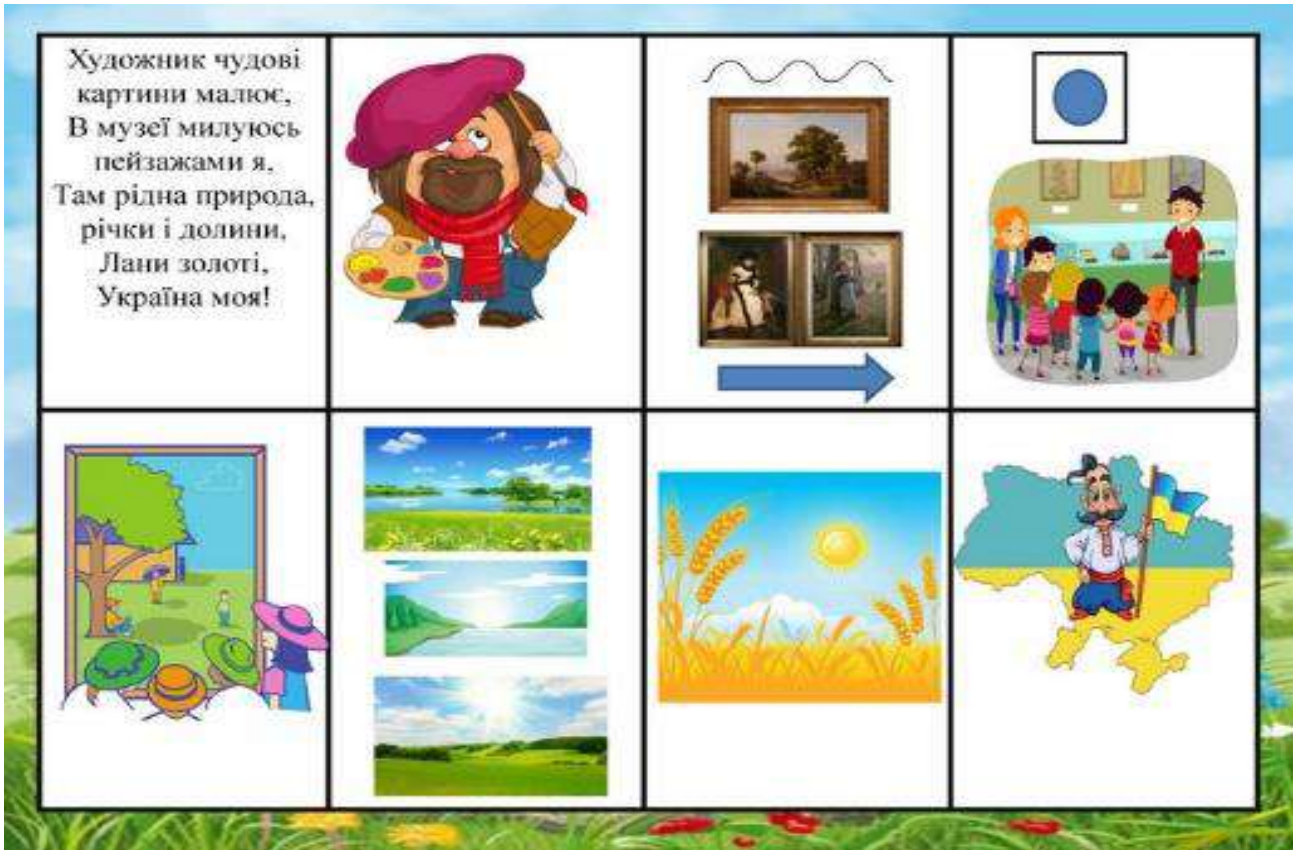 Художник чудові
картини малює,
В музеї милуюсь
пейзажами я.
Там рідна природа,
річки і долини,
Лани золоті,
Україна моя!